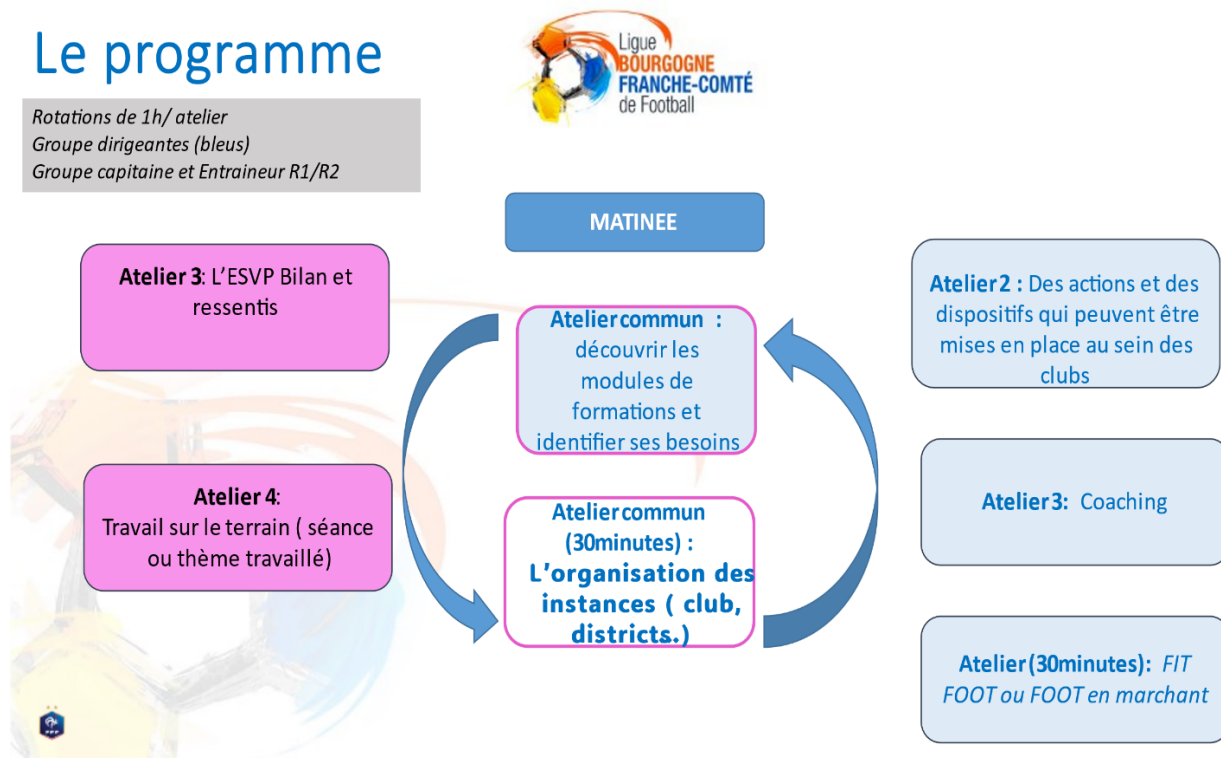 Le programme
Ligue
BOURGOGNE
FRANCHE-COMTÉ
de Football
Rotations de 1h/ atelier
Groupe dirigeantes (bleus)
Groupe capitaine et Entraineur R1/R2
MATINEE
Atelier 3: L'ESVP Bilan et
ressentis
Atelier 4:
Travail sur le terrain ( séance
ou thème travaillé)
Atelier commun :
découvrir les
modules de
formations et
identifier ses besoins
Atelier commun
(30minutes) :
L'organisation des
instances ( club,
districts..)
Atelier 2 : Des actions et des
dispositifs qui peuvent être
mises en place au sein des
clubs
Atelier 3: Coaching
Atelier (30minutes): FIT
FOOT ou FOOT en marchant
FFF